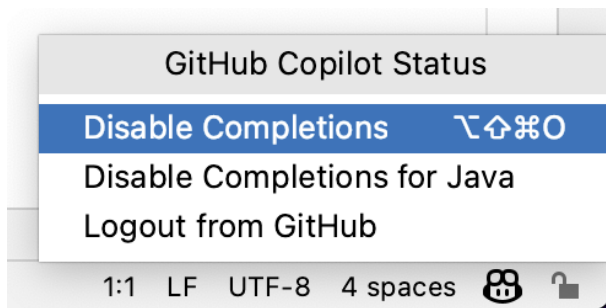 GitHub Copilot Status
Disable Completions ⌥⇧⌘O
Disable Completions for Java
Logout from GitHub
1:1 LF UTF-8 4 spaces